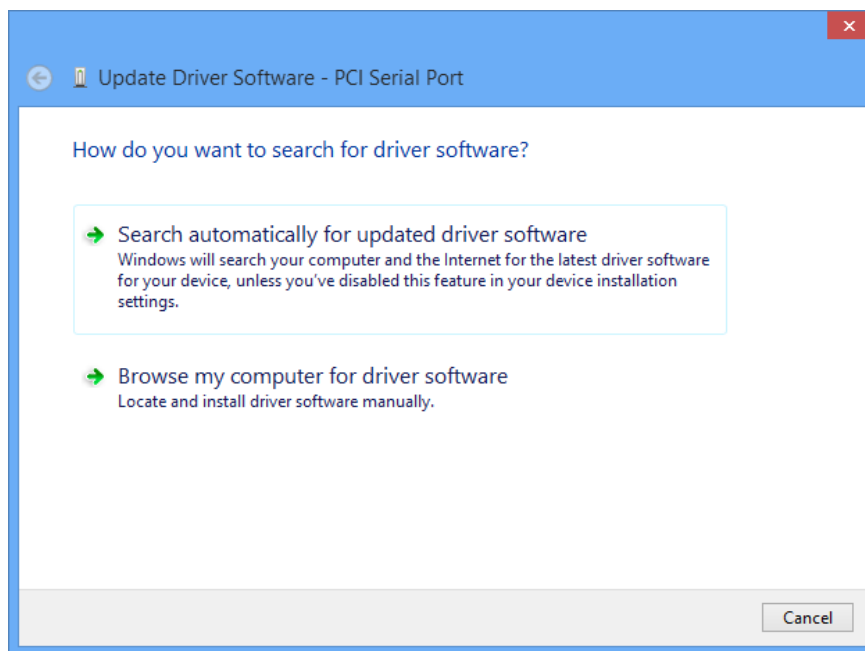 Update Driver Software - PCI Serial Port
How do you want to search for driver software?
Search automatically for updated driver software
Windows will search your computer and the Internet for the latest driver software
for your device, unless you've disabled this feature in your device installation
settings.
Browse my computer for driver software
Locate and install driver software manually.
Cancel